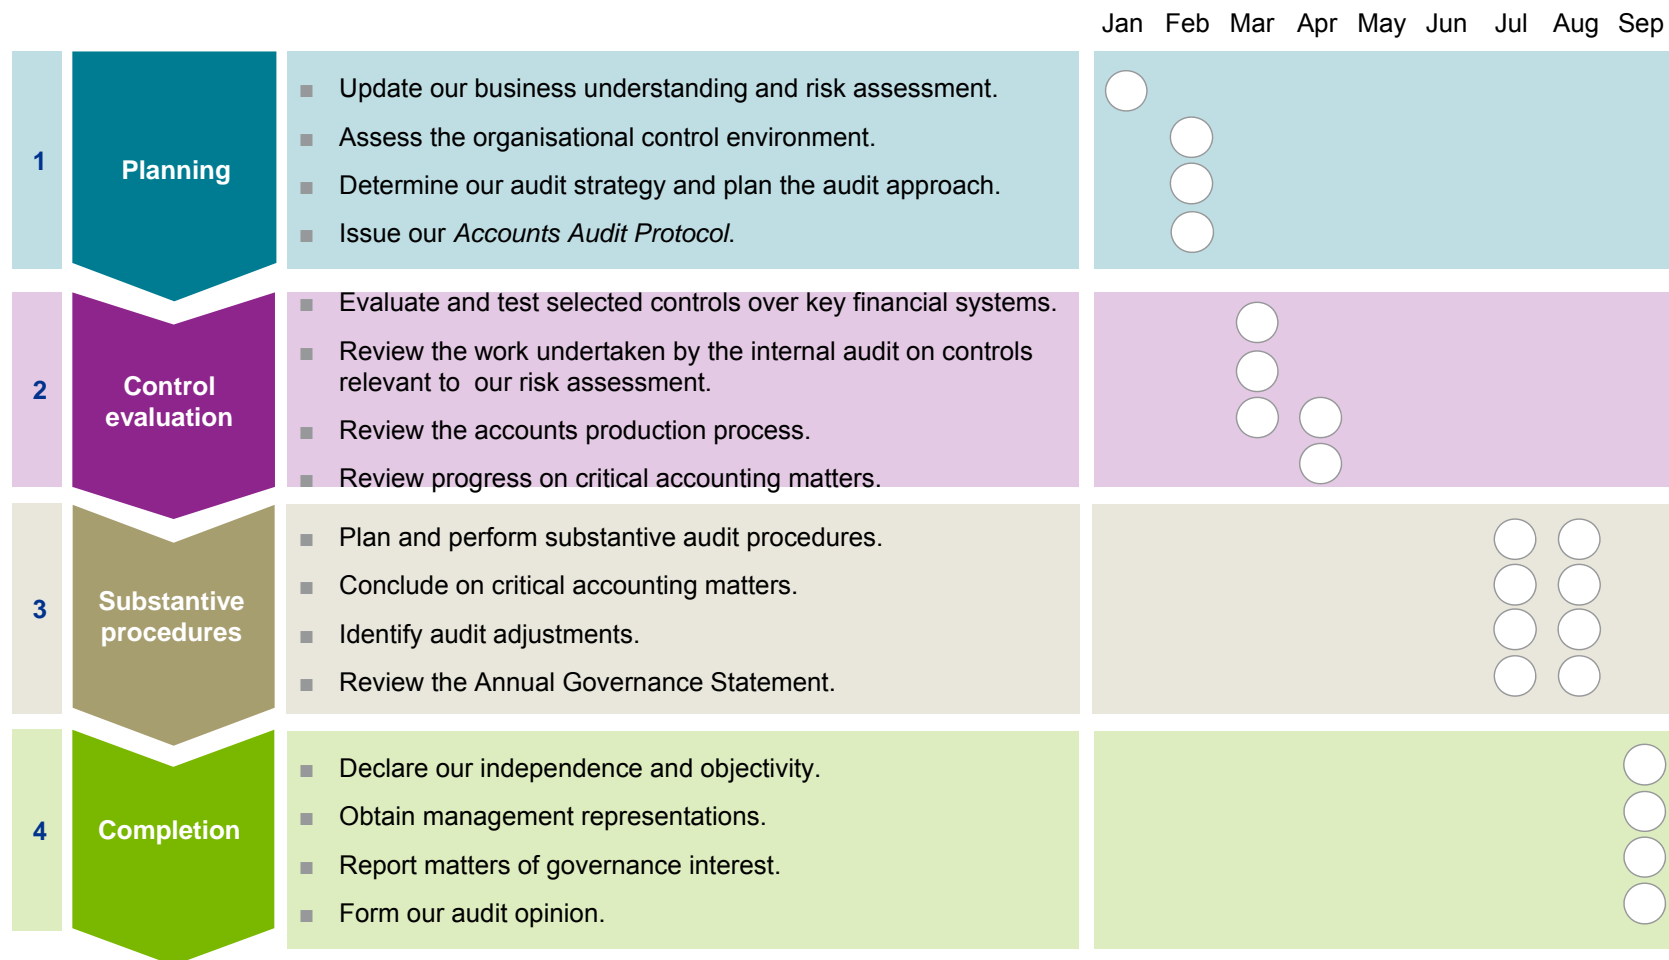 Jan Feb Mar Apr May Jun Jul Aug Sep
1
Planning
■ Update our business understanding and risk assessment.
■ Assess the organisational control environment.
■ Determine our audit strategy and plan the audit approach.
■ Issue our Accounts Audit Protocol.
2
Control
evaluation
■ Evaluate and test selected controls over key financial systems.
■ Review the work undertaken by the internal audit on controls
relevant to  our risk assessment.
■ Review the accounts production process.
■ Review progress on critical accounting matters.
3
Substantive
procedures
■ Plan and perform substantive audit procedures.
■ Conclude on critical accounting matters.
■ Identify audit adjustments.
■ Review the Annual Governance Statement.
4
Completion
■ Declare our independence and objectivity.
■ Obtain management representations.
■ Report matters of governance interest.
■ Form our audit opinion.